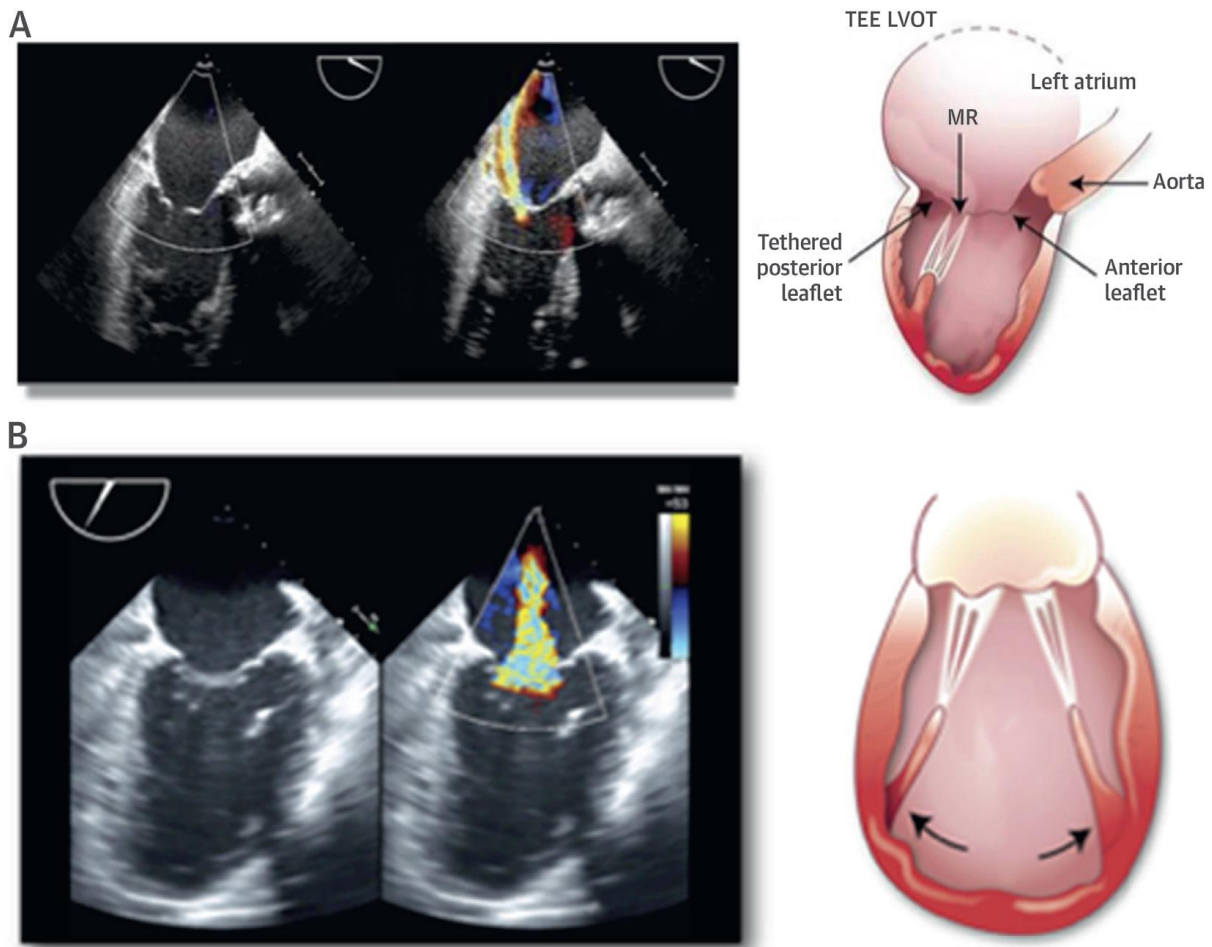 A
TEE LVOT
Left atrium
MR
Aorta
Tethered
posterior
leaflet
Anterior
leaflet
B